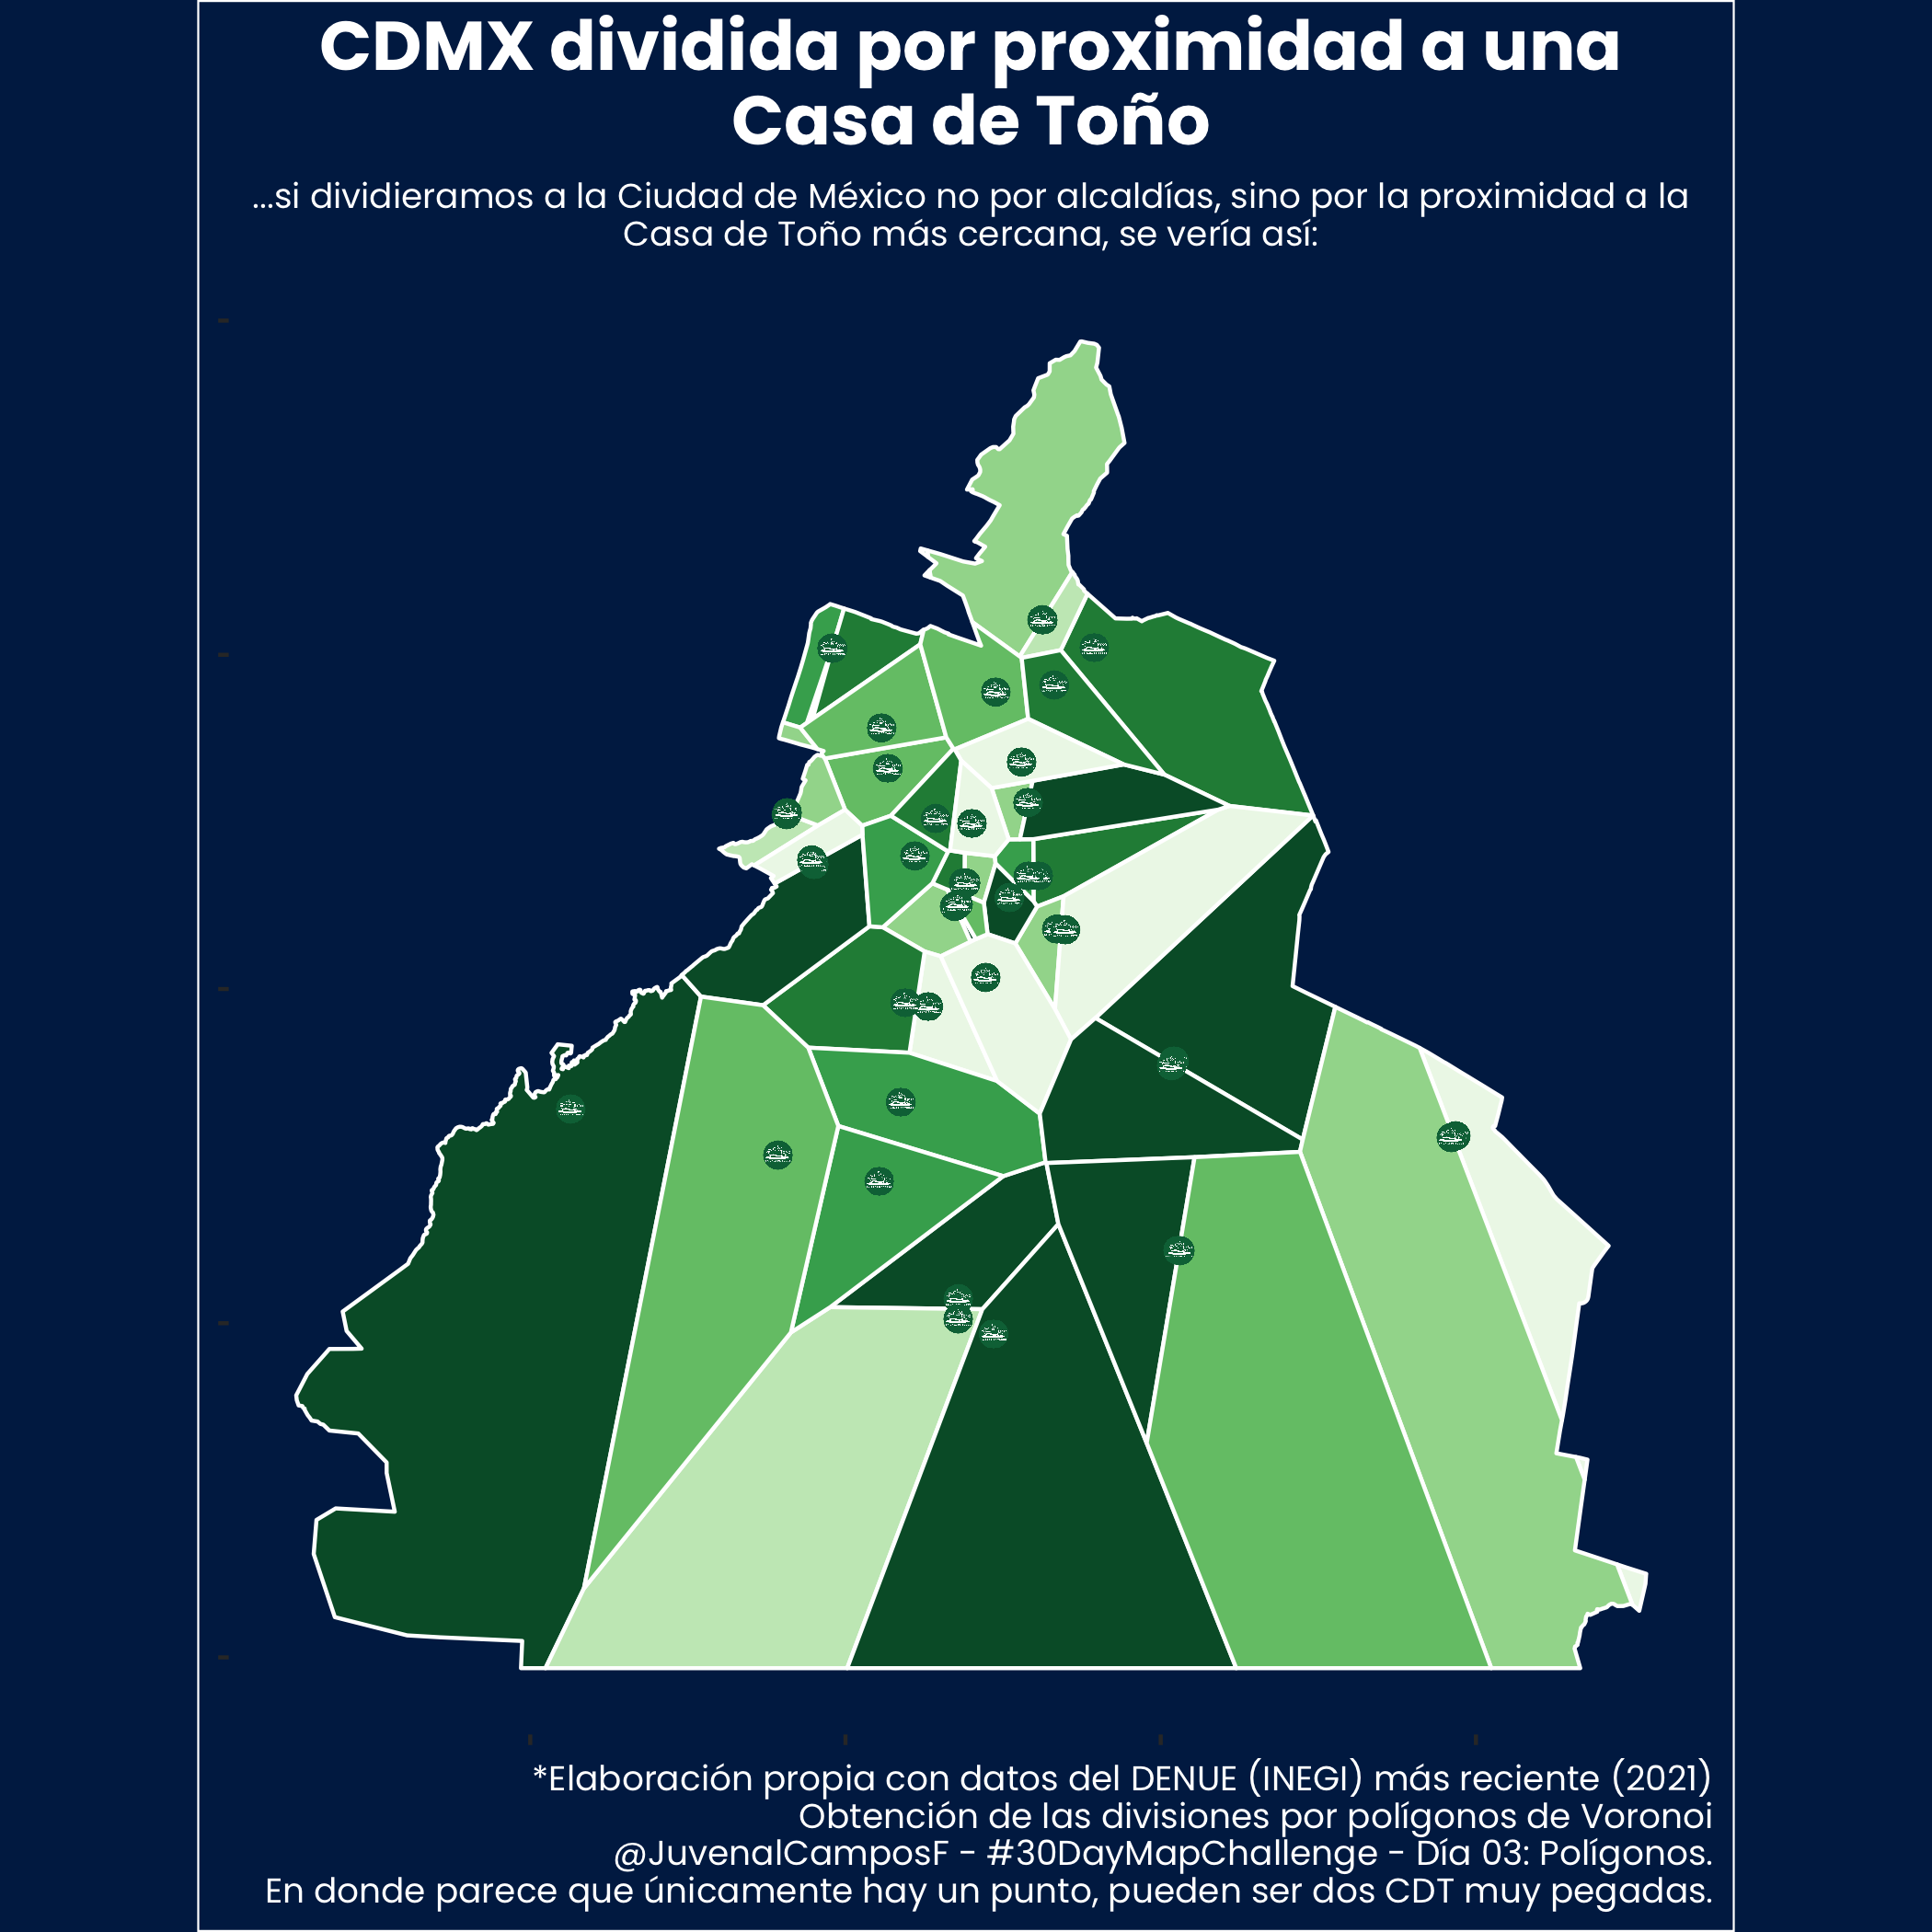 CDMX dividida por proximidad a una
Casa de Toño
...si dividieramos a la Ciudad de México no por alcaldías, sino por la proximidad a la
Casa de Toño más cercana, se vería así:
*Elaboración propia con datos del DENUE (INEGI) más reciente (2021)
Obtención de las divisiones por polígonos de Voronoi
@JuvenalCamposF - #30DayMapChallenge - Día 03: Polígonos.
En donde parece que únicamente hay un punto, pueden ser dos CDT muy pegadas.